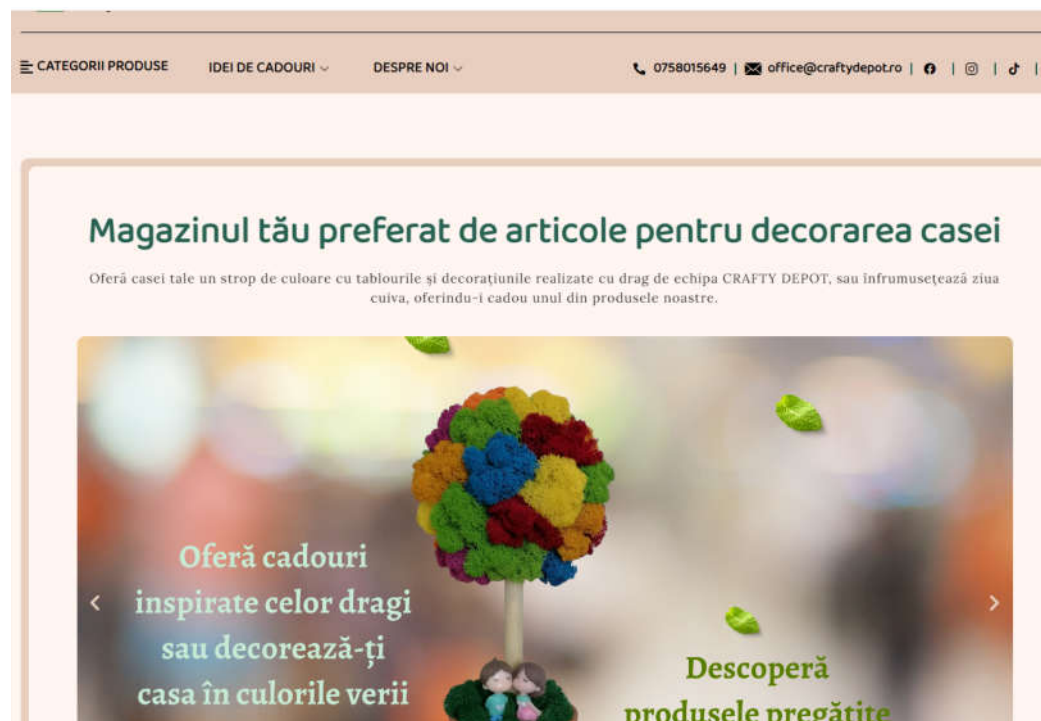 CATEGORII PRODUSE IDEI DE CADOURI DESPRE NOI 0758015649 | office@craftydepot.ro | | | |
Magazinul tău preferat de articole pentru decorarea casei
Oferă casei tale un strop de culoare cu tablourile și decorațiunile realizate cu drag de echipa CRAFTY DEPOT, sau înfrumusețează ziua
cuiva, oferindu-i cadou unul din produsele noastre.
Oferă cadouri
inspirate celor dragi
sau decorează-ți
casa în culorile verii
Descoperă
produsele pregătite